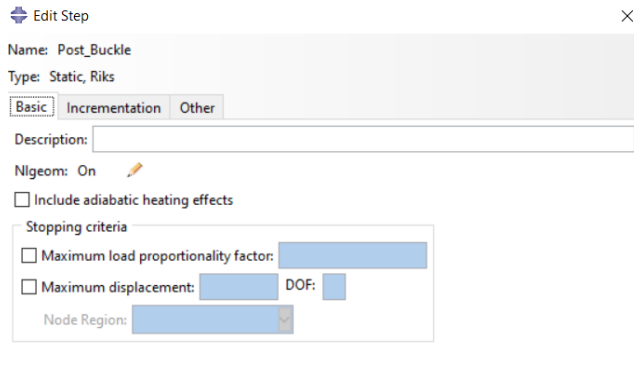 Edit Step
Name: Post_Buckle
Type: Static, Riks
Basic Incrementation Other
Description:
Nlgeom: On
Include adiabatic heating effects
Stopping criteria
Maximum load proportionality factor:
Maximum displacement: DOF:
Node Region: